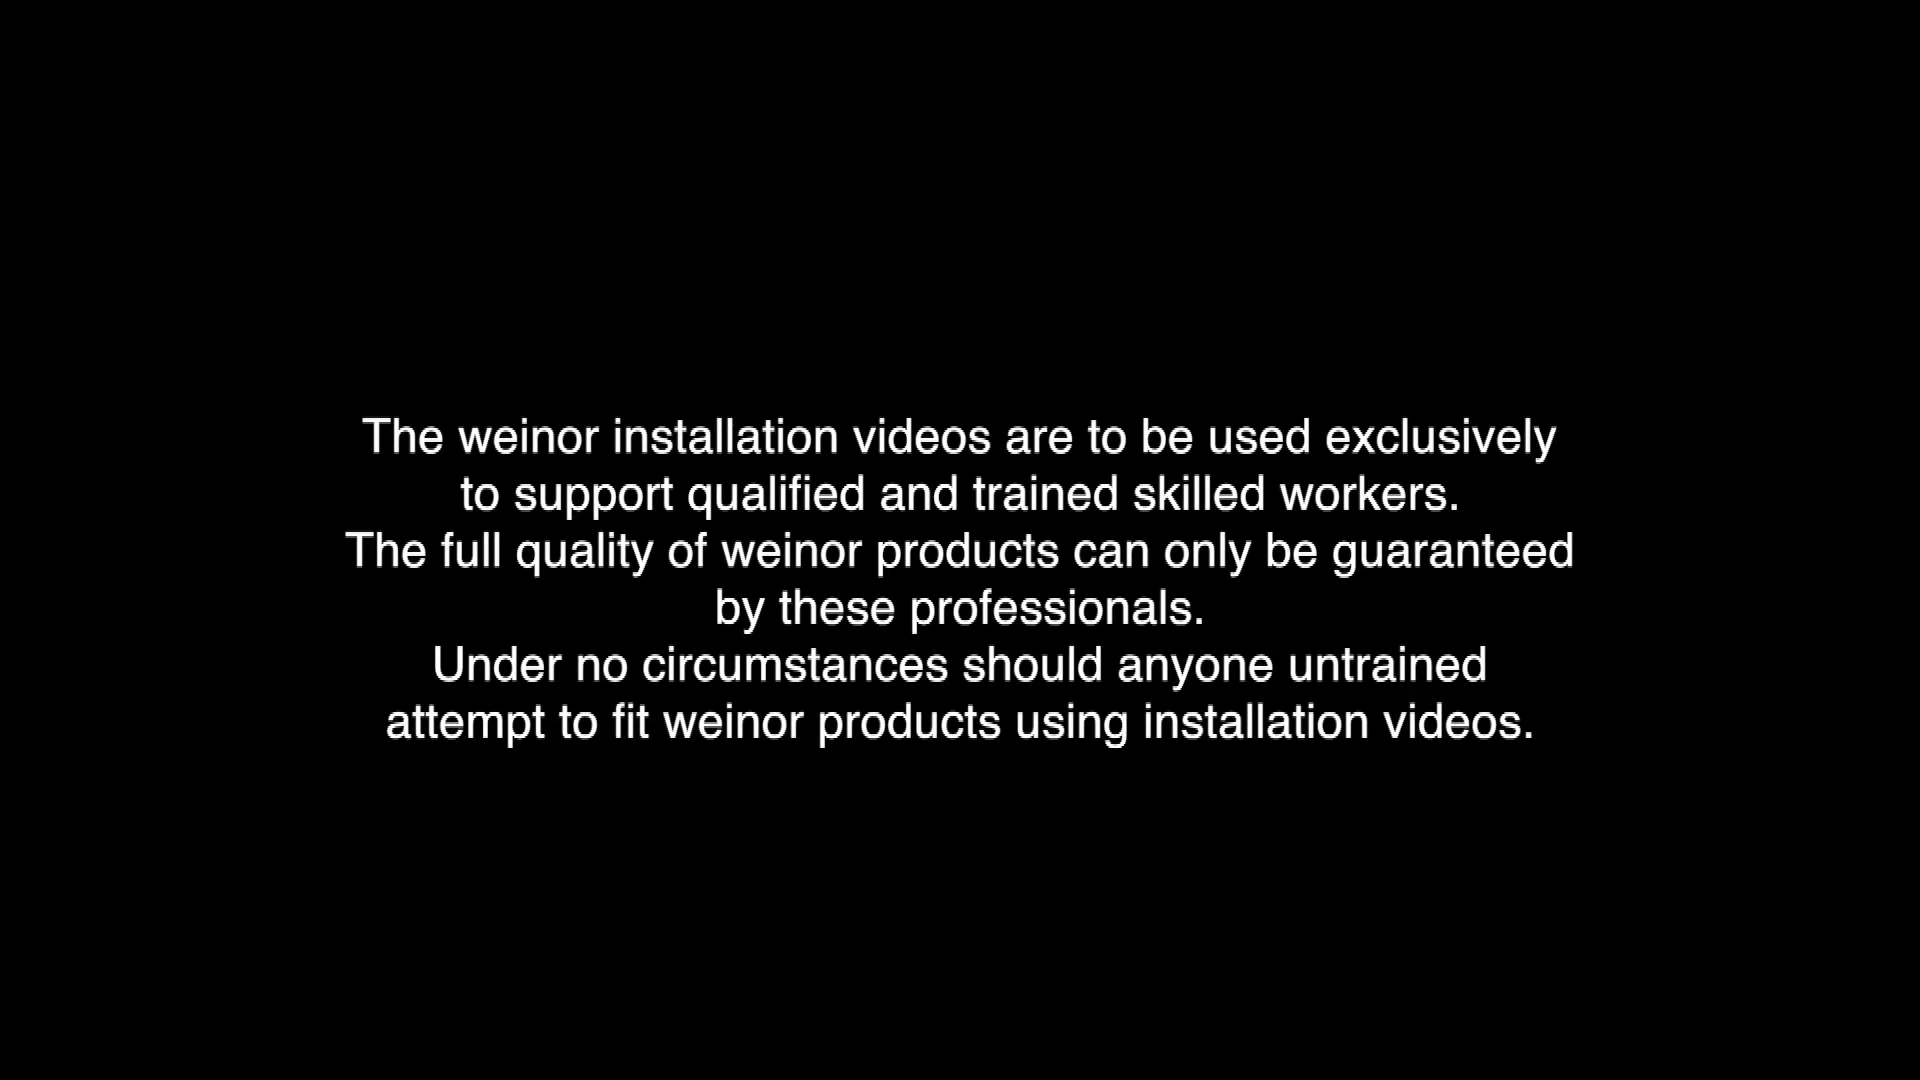 The weinor installation videos are to be used exclusively
to support qualified and trained skilled workers.
The full quality of weinor products can only be guaranteed
by these professionals.
Under no circumstances should anyone untrained
attempt to fit weinor products using installation videos.